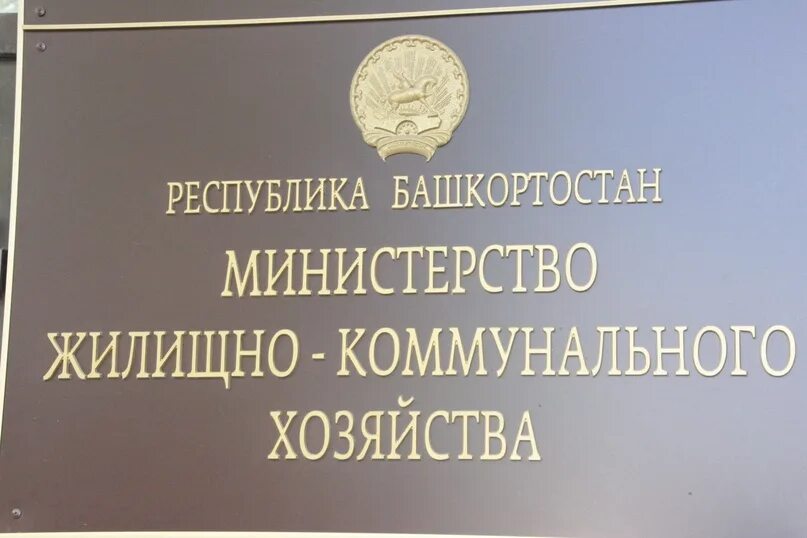 РЕСПУБЛИКА БАШКОРТОСТАН
МИНИСТЕРСТВО
ЖИЛИЩНО - КОММУНАЛЬНОГО
ХОЗЯЙСТВА